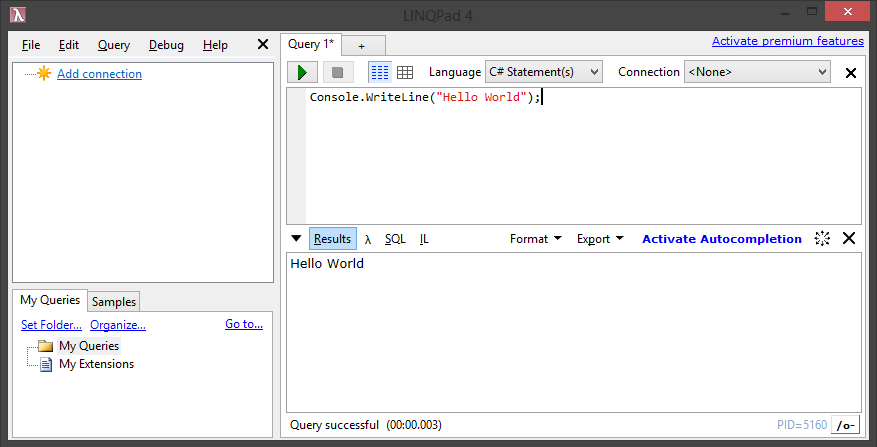 LINQPad 4
File Edit Query Debug Help
Add connection
My Queries Samples
Set Folder... Organize... Go to...
My Queries
My Extensions
Query 1* +
Activate premium features
Language C# Statement(s) Connection <None>
Console.WriteLine("Hello World");
Results λ SQL IL Format Export Activate Autocompletion
Hello World
Query successful (00:00.003) PID=5160 /o-